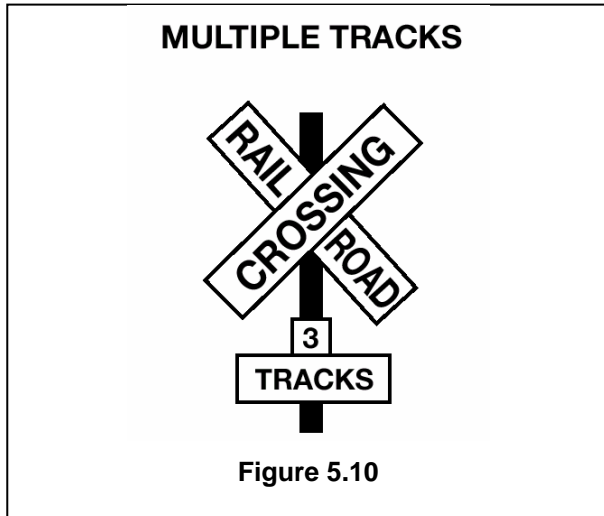 MULTIPLE TRACKS
RAIL
CROSSING
ROAD
3
TRACKS
Figure 5.10